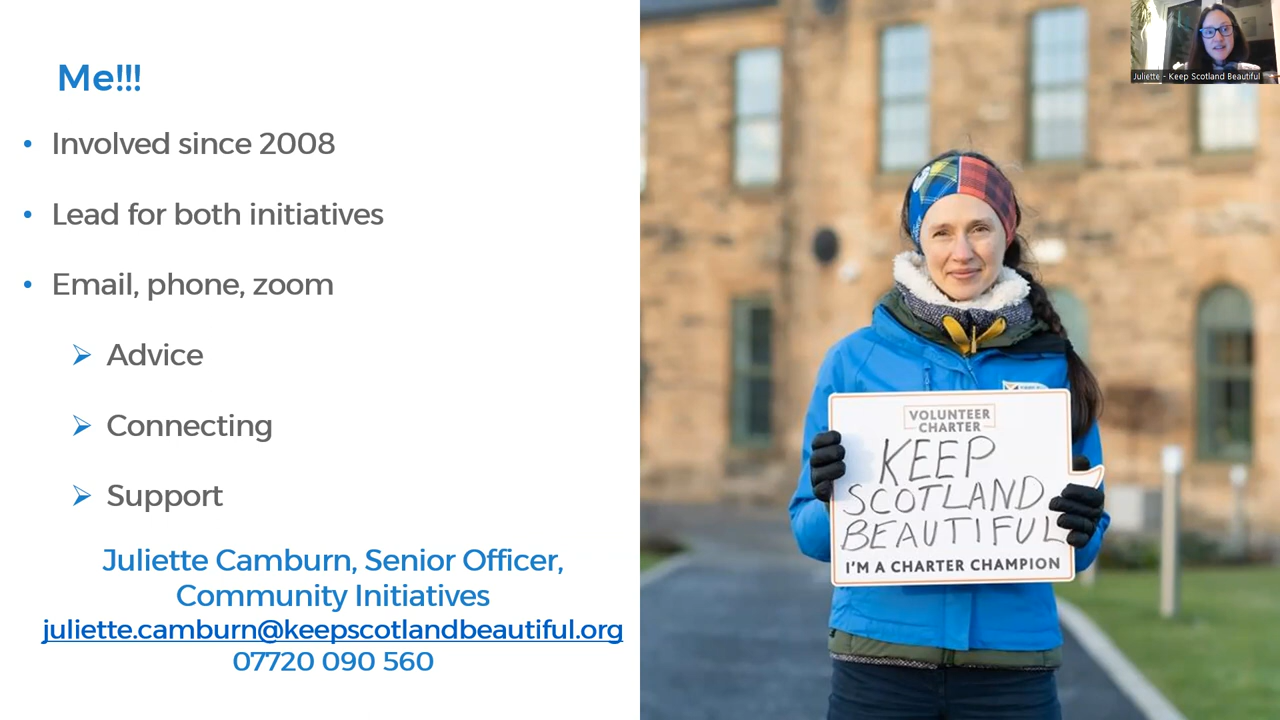 Me!!!
• Involved since 2008
• Lead for both initiatives
• Email, phone, zoom
➢ Advice
➢ Connecting
➢ Support
Juliette Camburn, Senior Officer,
Community Initiatives
juliette.camburn@keepscotlandbeautiful.org
07720 090 560
Juliette - Keep Scotland Beautiful
VOLUNTEER
CHARTER
KEEP
SCOTLAND
BEAUTIFUL
I'M A CHARTER CHAMPION